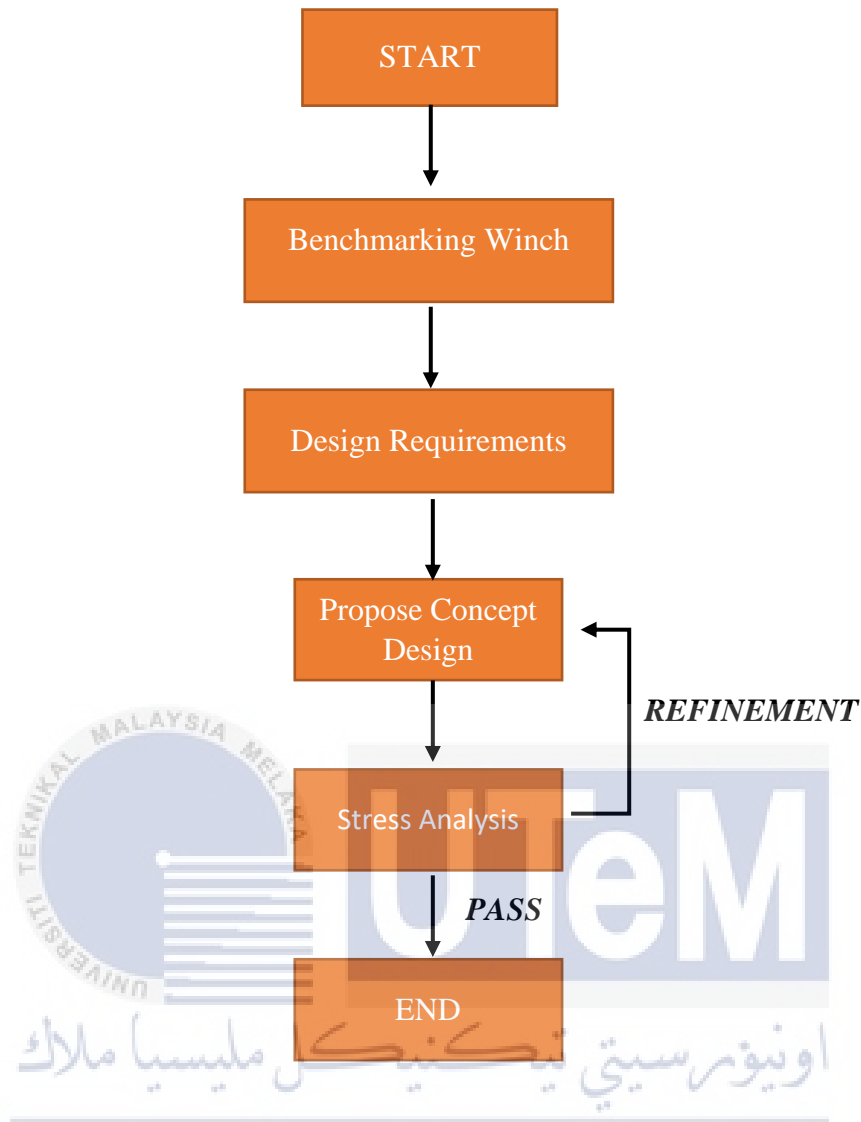 START
Benchmarking Winch
Design Requirements
Propose Concept
Design
REFINEMENT
Stress Analysis
PASS
END
UNIVERSITI TEKNIKAL MALAYSIA MELAKA
UTeM
اونيۏرسيتي تيكنيكل مليسيا ملاك